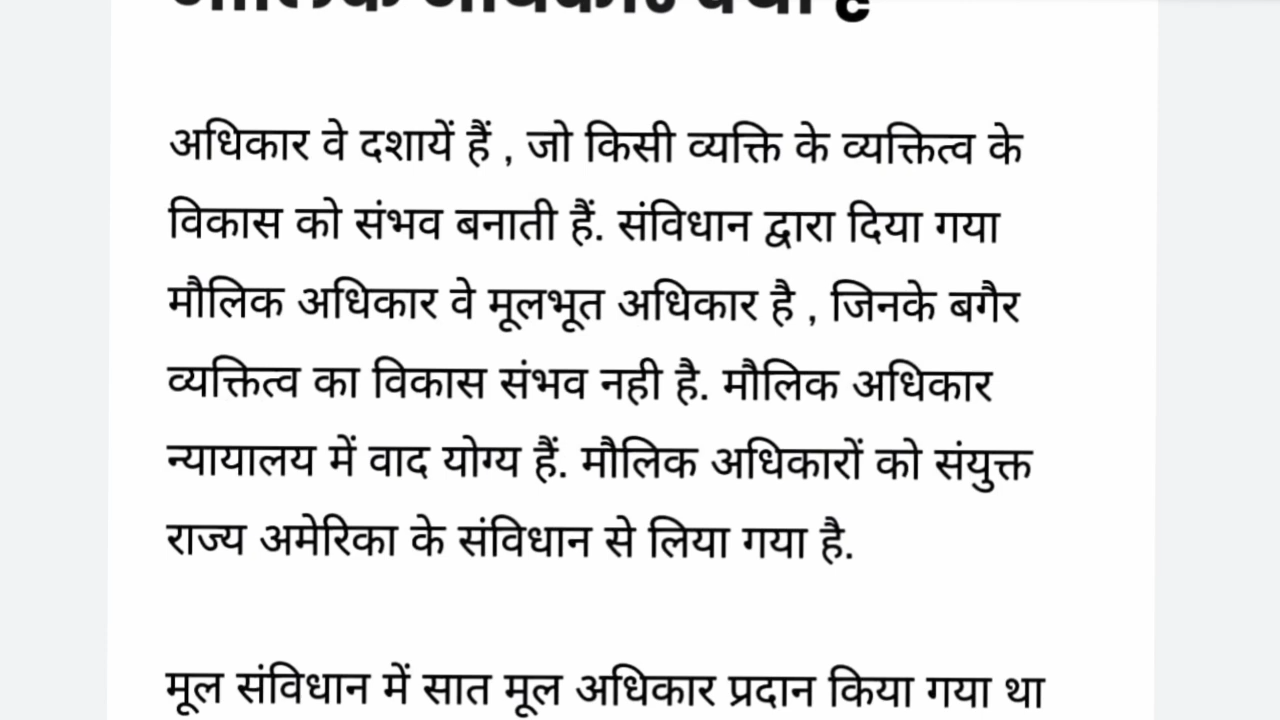 अधिकार वे दशायें हैं , जो किसी व्यक्ति के व्यक्तित्व के
विकास को संभव बनाती हैं. संविधान द्वारा दिया गया
मौलिक अधिकार वे मूलभूत अधिकार है , जिनके बगैर
व्यक्तित्व का विकास संभव नही है. मौलिक अधिकार
न्यायालय में वाद योग्य हैं. मौलिक अधिकारों को संयुक्त
राज्य अमेरिका के संविधान से लिया गया है.
मूल संविधान में सात मूल अधिकार प्रदान किया गया था